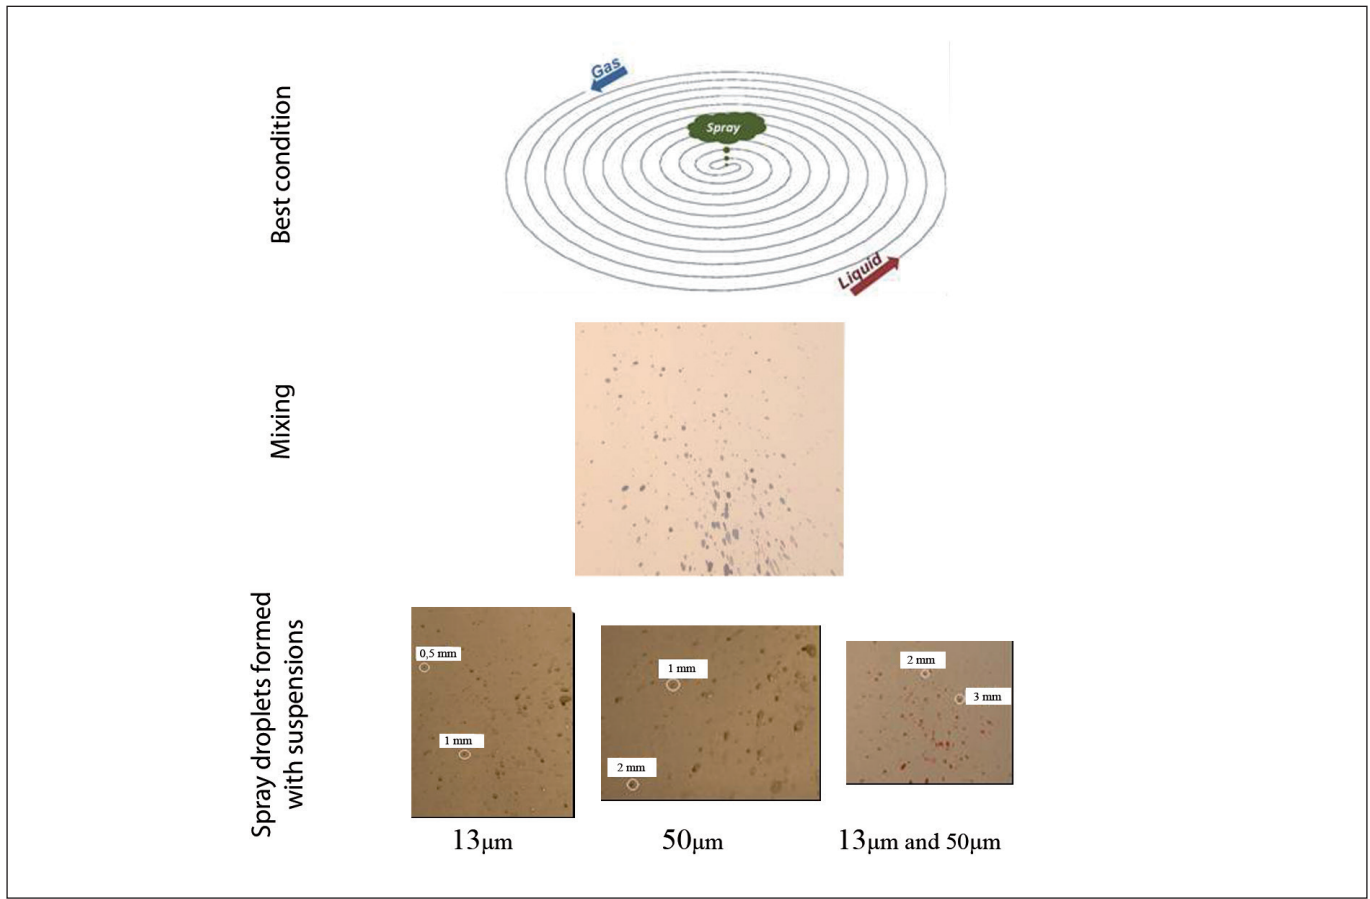 Best condition
Gas
Spray
Liquid
Mixing
Spray droplets formed
with suspensions
0,5 mm
1 mm
1 mm
2 mm
2 mm
3 mm
13μm
50μm
13μm and 50μm